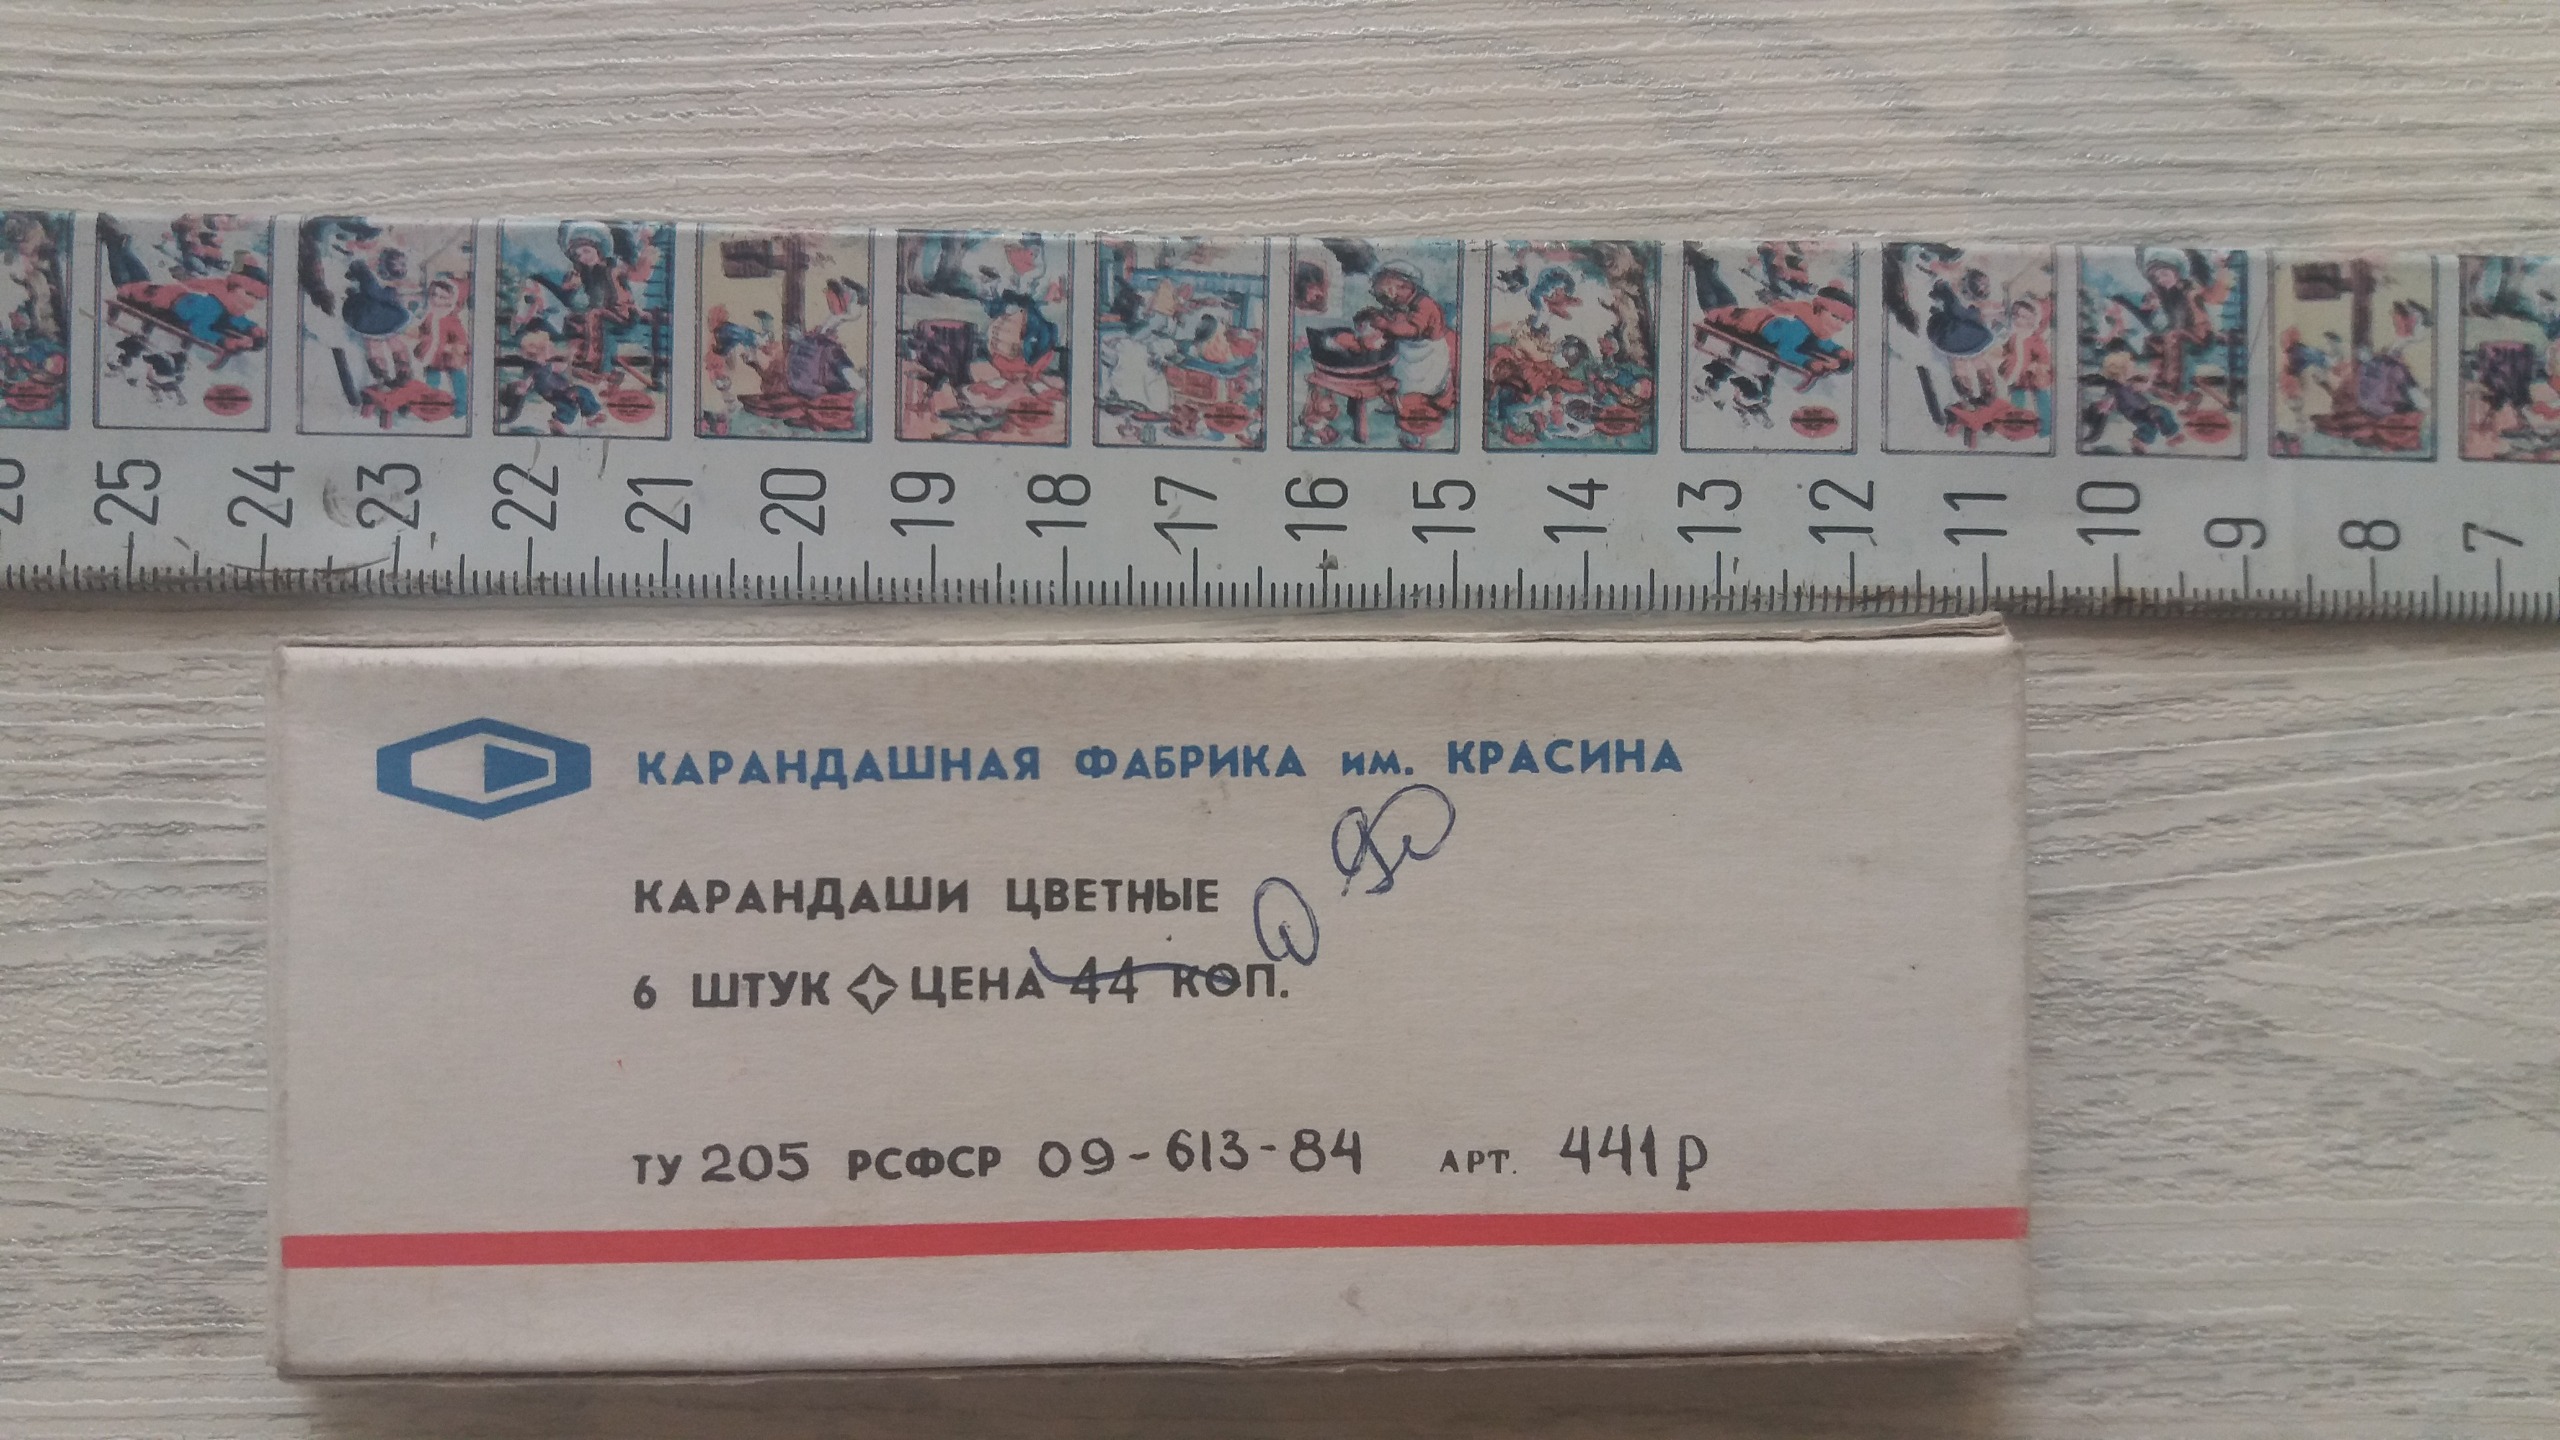 25 24 23 22 21 20 19 18 17 16 15 14 13 12 11 10 9 8 7
КАРАНДАШНАЯ ФАБРИКА им. КРАСИНА
КАРАНДАШИ ЦВЕТНЫЕ
6 ШТУК ЦЕНА 44 КОП.
ТУ 205 РСФСР 09-613-84 АРТ. 441р